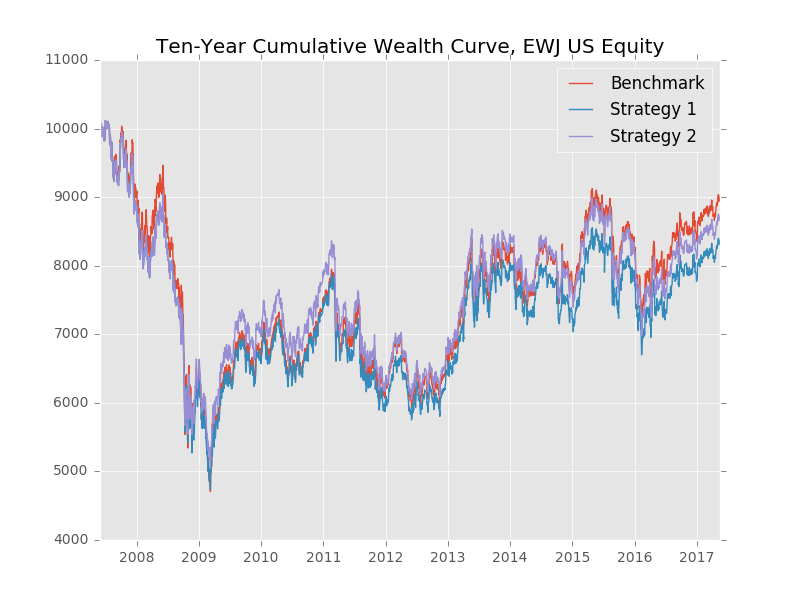 Ten-Year Cumulative Wealth Curve, EWJ US Equity
11000
10000
9000
8000
7000
6000
5000
4000
Benchmark
Strategy 1
Strategy 2
2008 2009 2010 2011 2012 2013 2014 2015 2016 2017